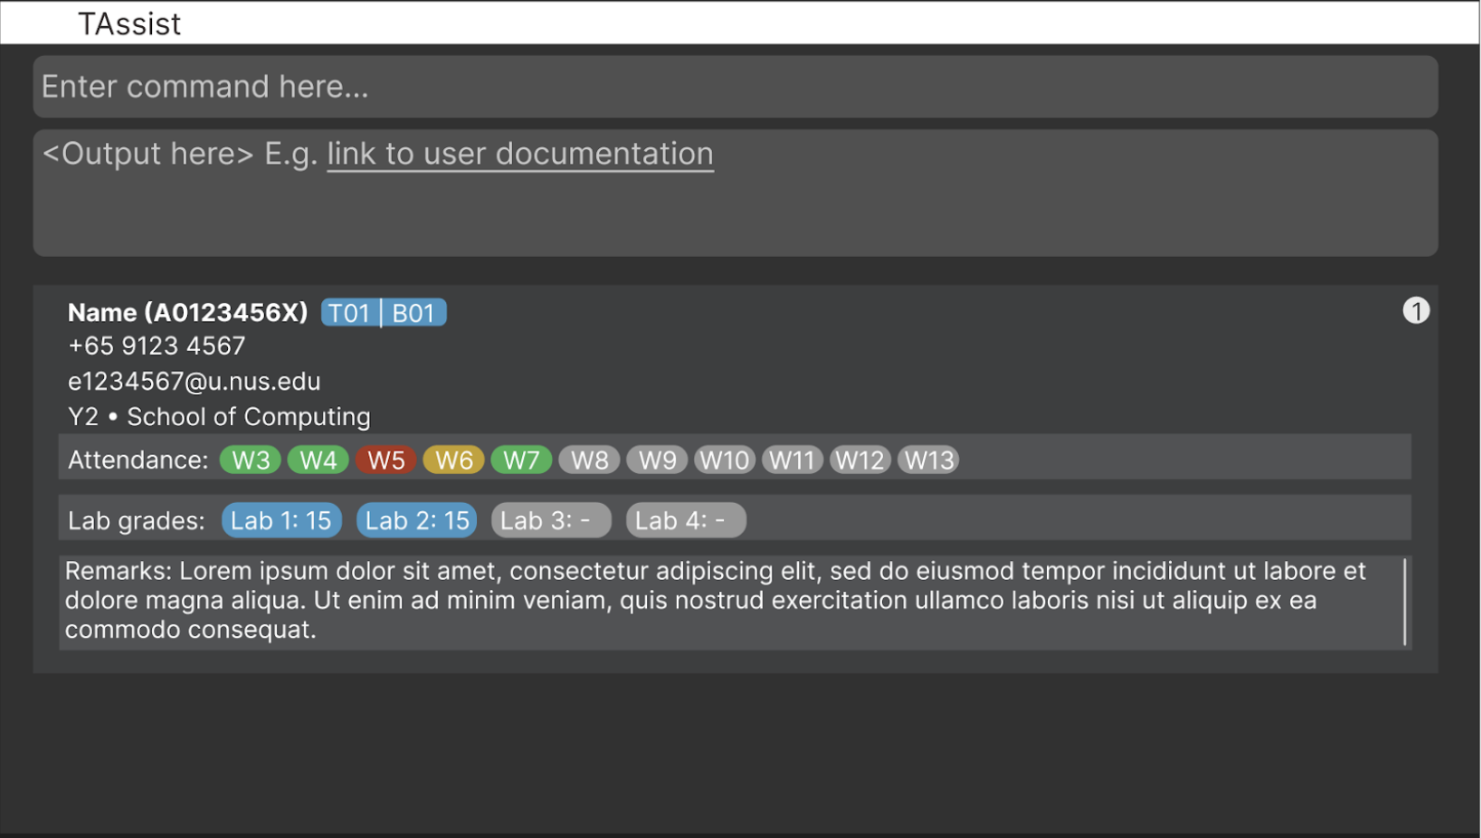 TAssist
Enter command here...
<Output here> E.g. link to user documentation
Name (A0123456X) T01 | B01 1
+65 9123 4567
e1234567@u.nus.edu
Y2 • School of Computing
Attendance: W3 W4 W5 W6 W7 W8 W9 W10 W11 W12 W13
Lab grades: Lab 1: 15 Lab 2: 15 Lab 3: - Lab 4: -
Remarks: Lorem ipsum dolor sit amet, consectetur adipiscing elit, sed do eiusmod tempor incididunt ut labore et
dolore magna aliqua. Ut enim ad minim veniam, quis nostrud exercitation ullamco laboris nisi ut aliquip ex ea
commodo consequat.